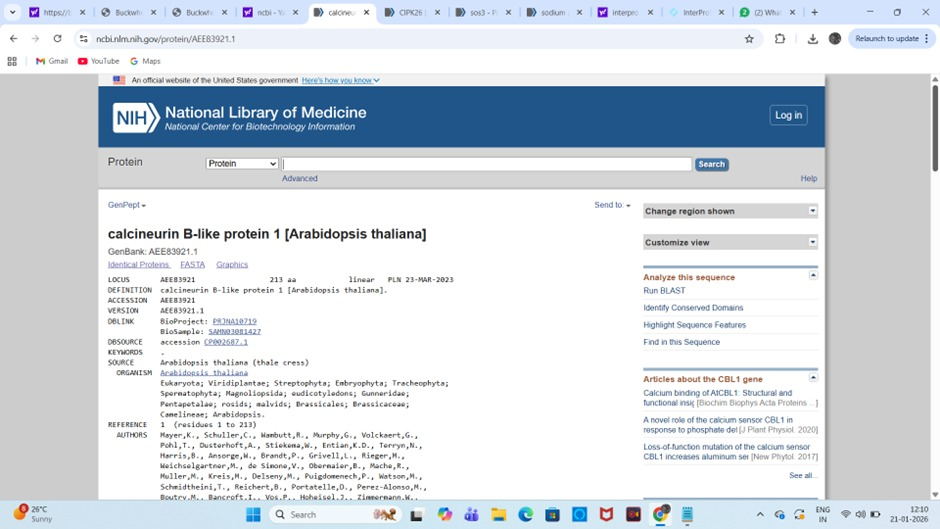 https://l
Buckwhe
Buckwhe
ncbi - Ya
calcineur
CIPK26 [
sos3 - Pr
sodium
interpro
InterPro
(2) What
ncbi.nlm.nih.gov/protein/AEE83921.1
Relaunch to update
Gmail YouTube Maps
An official website of the United States government Here's how you know
NIH National Library of Medicine
National Center for Biotechnology Information
Log in
Protein Protein Search
Advanced Help
GenPept Send to:
calcineurin B-like protein 1 [Arabidopsis thaliana]
GenBank: AEE83921.1
Identical Proteins FASTA Graphics
LOCUS AEE83921 213 aa linear PLN 23-MAR-2023
DEFINITION calcineurin B-like protein 1 [Arabidopsis thaliana].
ACCESSION AEE83921
VERSION AEE83921.1
DBLINK BioProject: PRJNA10719
BioSample: SAMN03081427
DBSOURCE accession CP002687.1
KEYWORDS .
SOURCE Arabidopsis thaliana (thale cress)
ORGANISM Arabidopsis thaliana
Eukaryota; Viridiplantae; Streptophyta; Embryophyta; Tracheophyta;
Spermatophyta; Magnoliopsida; eudicotyledons; Gunneridae;
Pentapetalae; rosids; malvids; Brassicales; Brassicaceae;
Camelineae; Arabidopsis.
REFERENCE 1 (residues 1 to 213)
AUTHORS Mayer,K., Schuller,C., Wambutt,R., Murphy,G., Volckaert,G.,
Pohl,T., Dusterhoft,A., Stiekema,W., Entian,K.D., Terryn,N.,
Harris,B., Ansorge,W., Brandt,P., Grivell,L., Rieger,M.,
Weichselgartner,M., de Simone,V., Obermaier,B., Mache,R.,
Muller,M., Kreis,M., Delseny,M., Puigdomenech,P., Watson,M.,
Schmidtheini,T., Reichert,B., Portatelle,D., Perez-Alonso,M.,
Boutry,M., Bancroft,I., Vos,P., Hoheisel,J., Zimmermann,W.,
Change region shown
Customize view
Analyze this sequence
Run BLAST
Identify Conserved Domains
Highlight Sequence Features
Find in this Sequence
Articles about the CBL1 gene
Calcium binding of AtCBL1: Structural and
functional insig [Biochim Biophys Acta Proteins ...]
A novel role of the calcium sensor CBL1 in
response to phosphate def [J Plant Physiol. 2020]
Loss-of-function mutation of the calcium sensor
CBL1 increases aluminum ser [New Phytol. 2017]
See all...
26°C
Sunny
Search
ENG
IN
12:10
21-01-2026